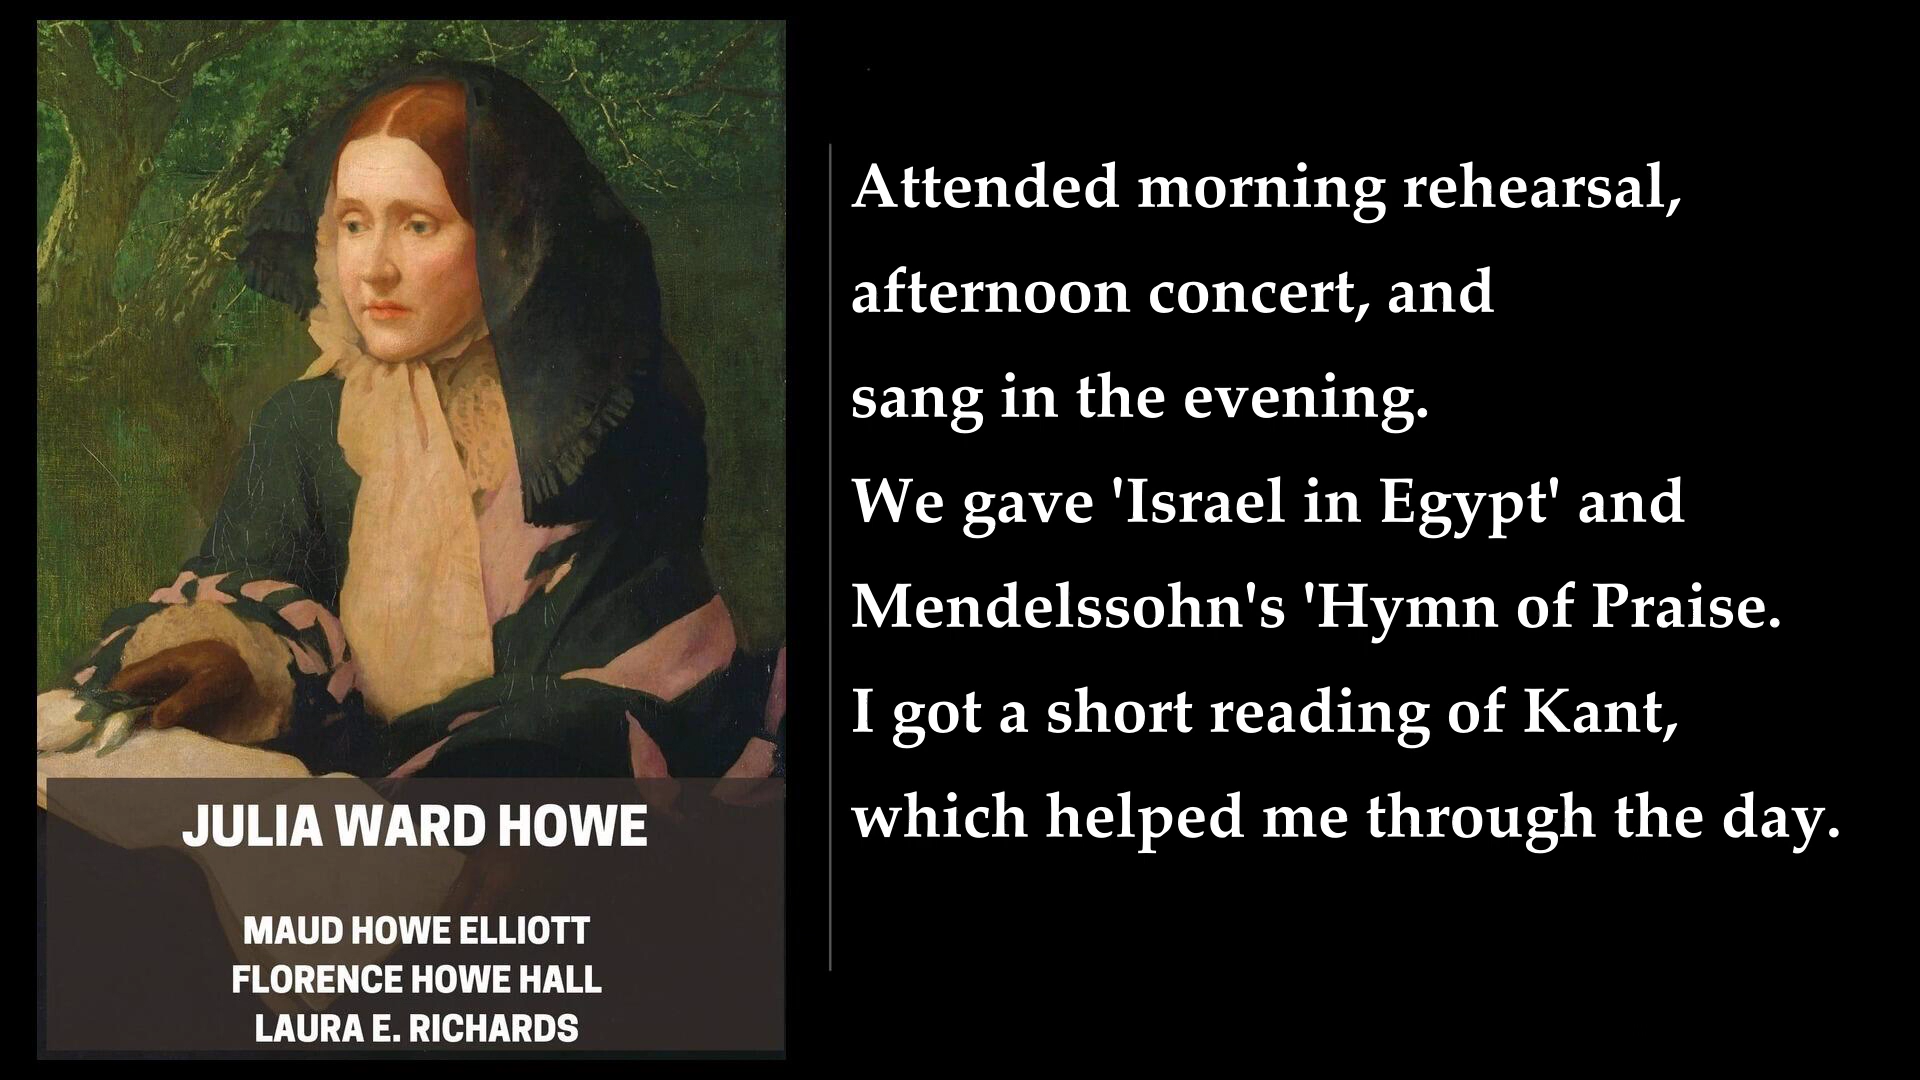 JULIA WARD HOWE
MAUD HOWE ELLIOTT
FLORENCE HOWE HALL
LAURA E. RICHARDS
Attended morning rehearsal,
afternoon concert, and
sang in the evening.
We gave 'Israel in Egypt' and
Mendelssohn's 'Hymn of Praise.
I got a short reading of Kant,
which helped me through the day.